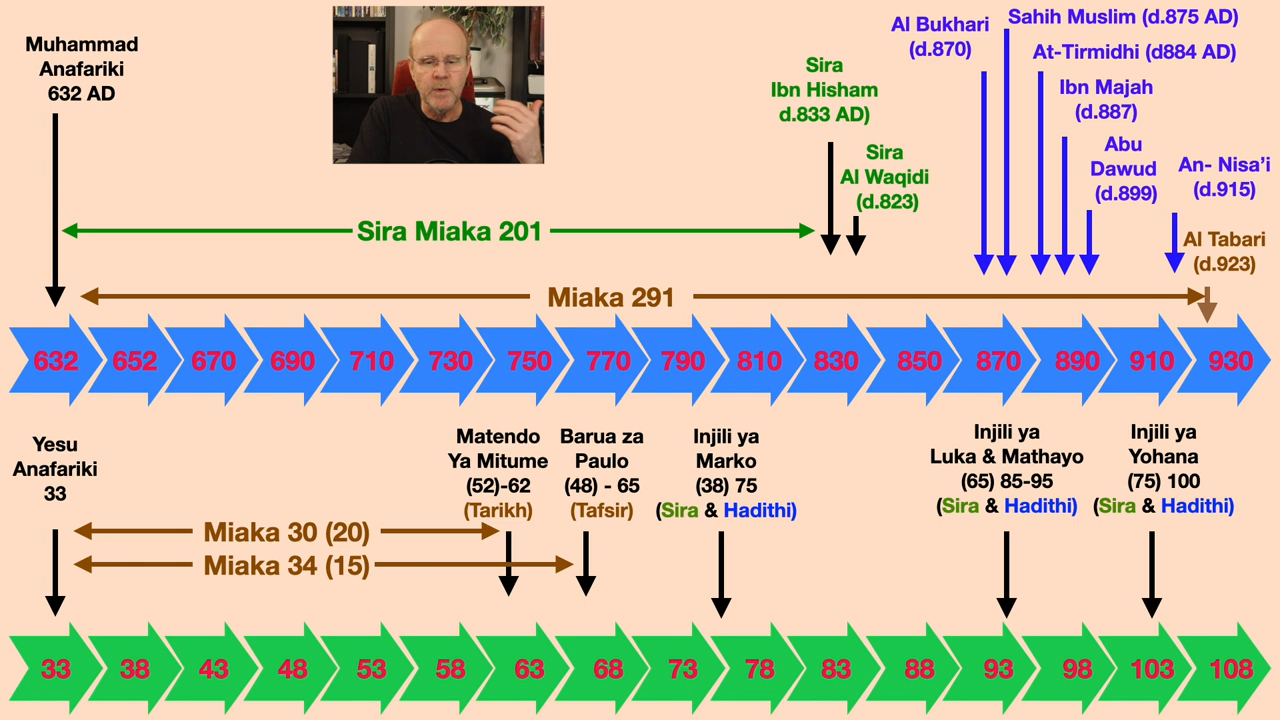 Muhammad
Anafariki
632 AD
Sira
Ibn Hisham
d.833 AD)
Sira
Al Waqidi
(d.823)
Al Bukhari
(d.870)
Sahih Muslim (d.875 AD)
At-Tirmidhi (d884 AD)
Ibn Majah
(d.887)
Abu
Dawud
(d.899)
An- Nisa’i
(d.915)
Al Tabari
(d.923)
Sira Miaka 201
Miaka 291
632 652 670 690 710 730 750 770 790 810 830 850 870 890 910 930
Yesu
Anafariki
33
Matendo
Ya Mitume
(52)-62
(Tarikh)
Barua za
Paulo
(48) - 65
(Tafsir)
Injili ya
Marko
(38) 75
(Sira & Hadithi)
Injili ya
Luka & Mathayo
(65) 85-95
(Sira & Hadithi)
Injili ya
Yohana
(75) 100
(Sira & Hadithi)
Miaka 30 (20)
Miaka 34 (15)
33 38 43 48 53 58 63 68 73 78 83 88 93 98 103 108